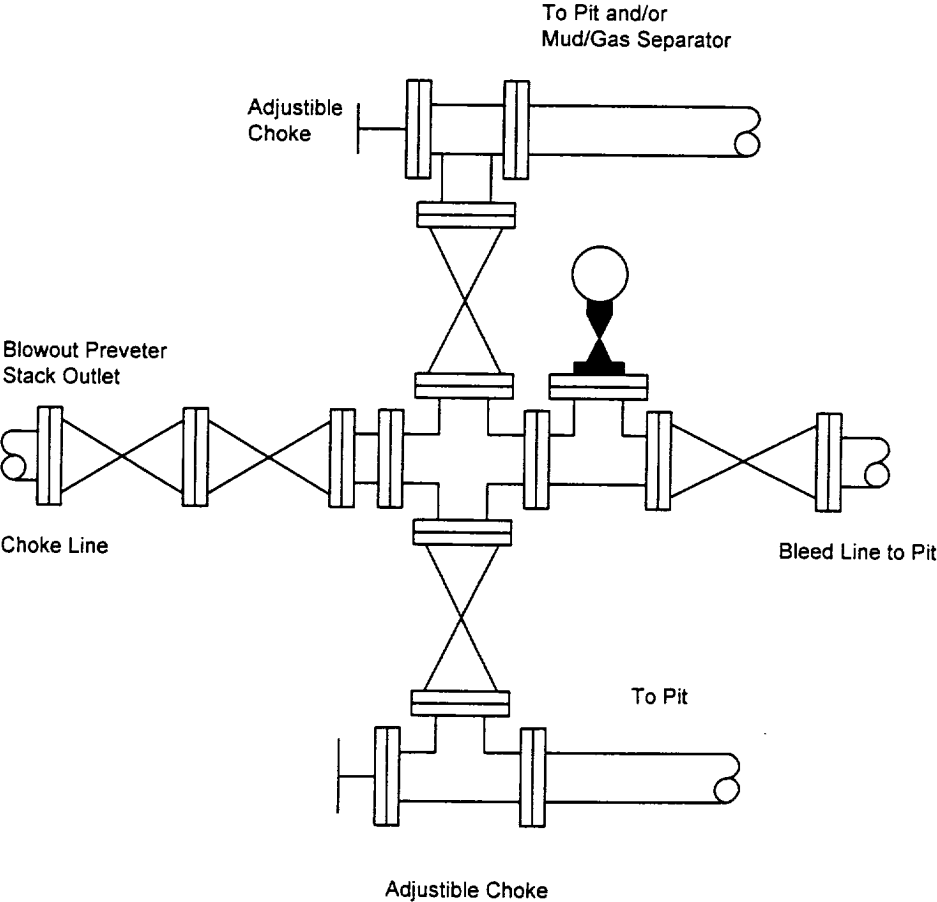 To Pit and/or
Mud/Gas Separator
Adjustible
Choke
Blowout Preveter
Stack Outlet
Choke Line
Bleed Line to Pit
To Pit
Adjustible Choke